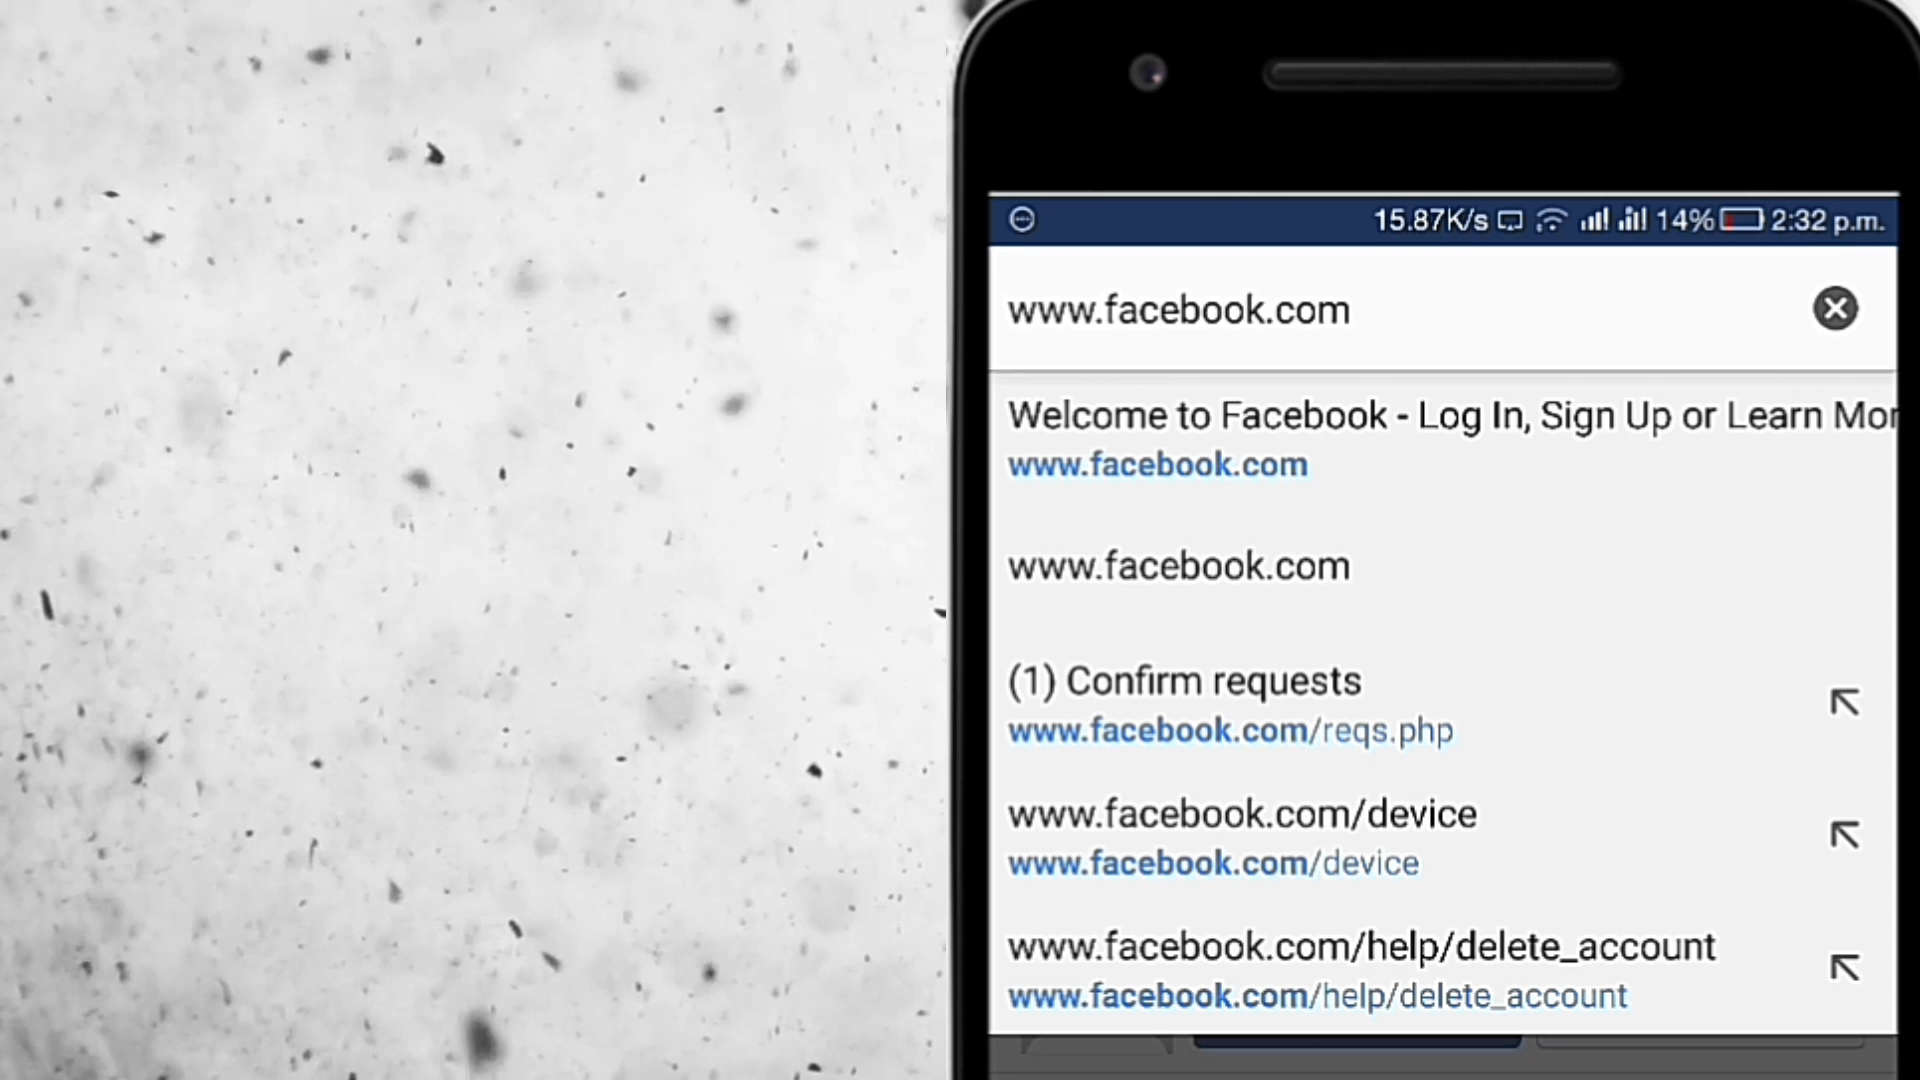 15.87K/s 14% 2:32 p.m.
www.facebook.com
Welcome to Facebook - Log In, Sign Up or Learn Mor
www.facebook.com
www.facebook.com
(1) Confirm requests
www.facebook.com/reqs.php
www.facebook.com/device
www.facebook.com/device
www.facebook.com/help/delete_account
www.facebook.com/help/delete_account